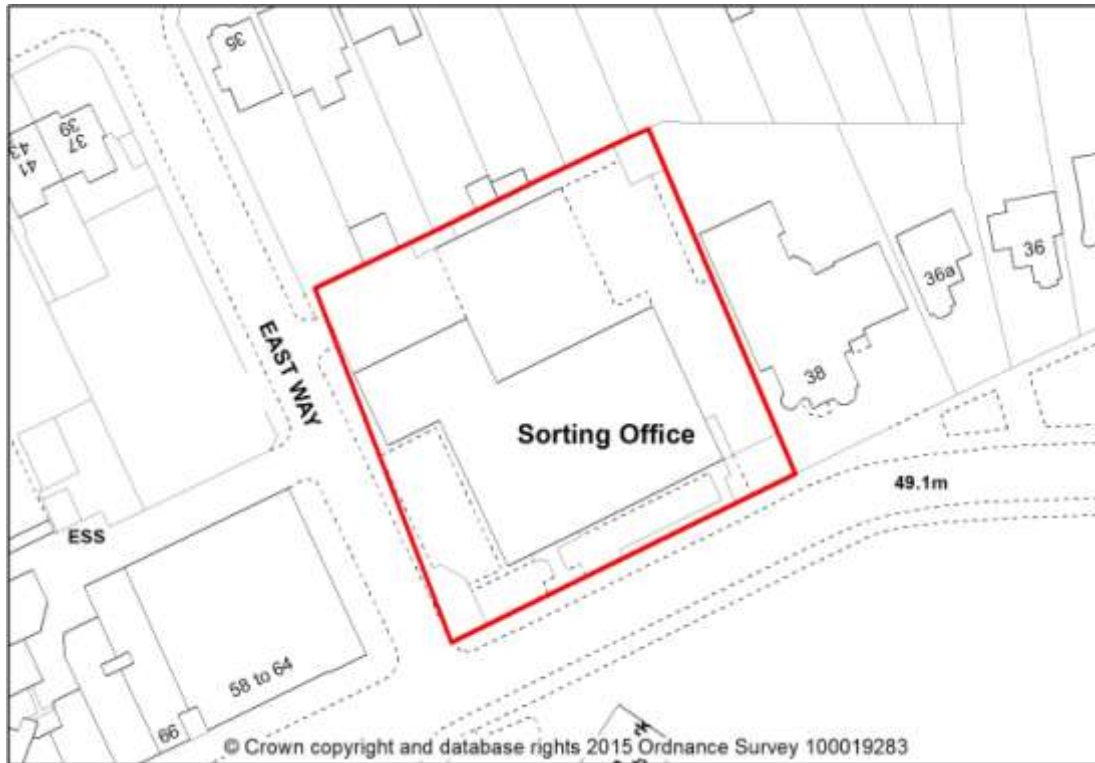 35
39
37
43
41
EAST WAY
Sorting Office
38
36a
36
49.1m
ESS
58 to 64
66
© Crown copyright and database rights 2015 Ordnance Survey 100019283